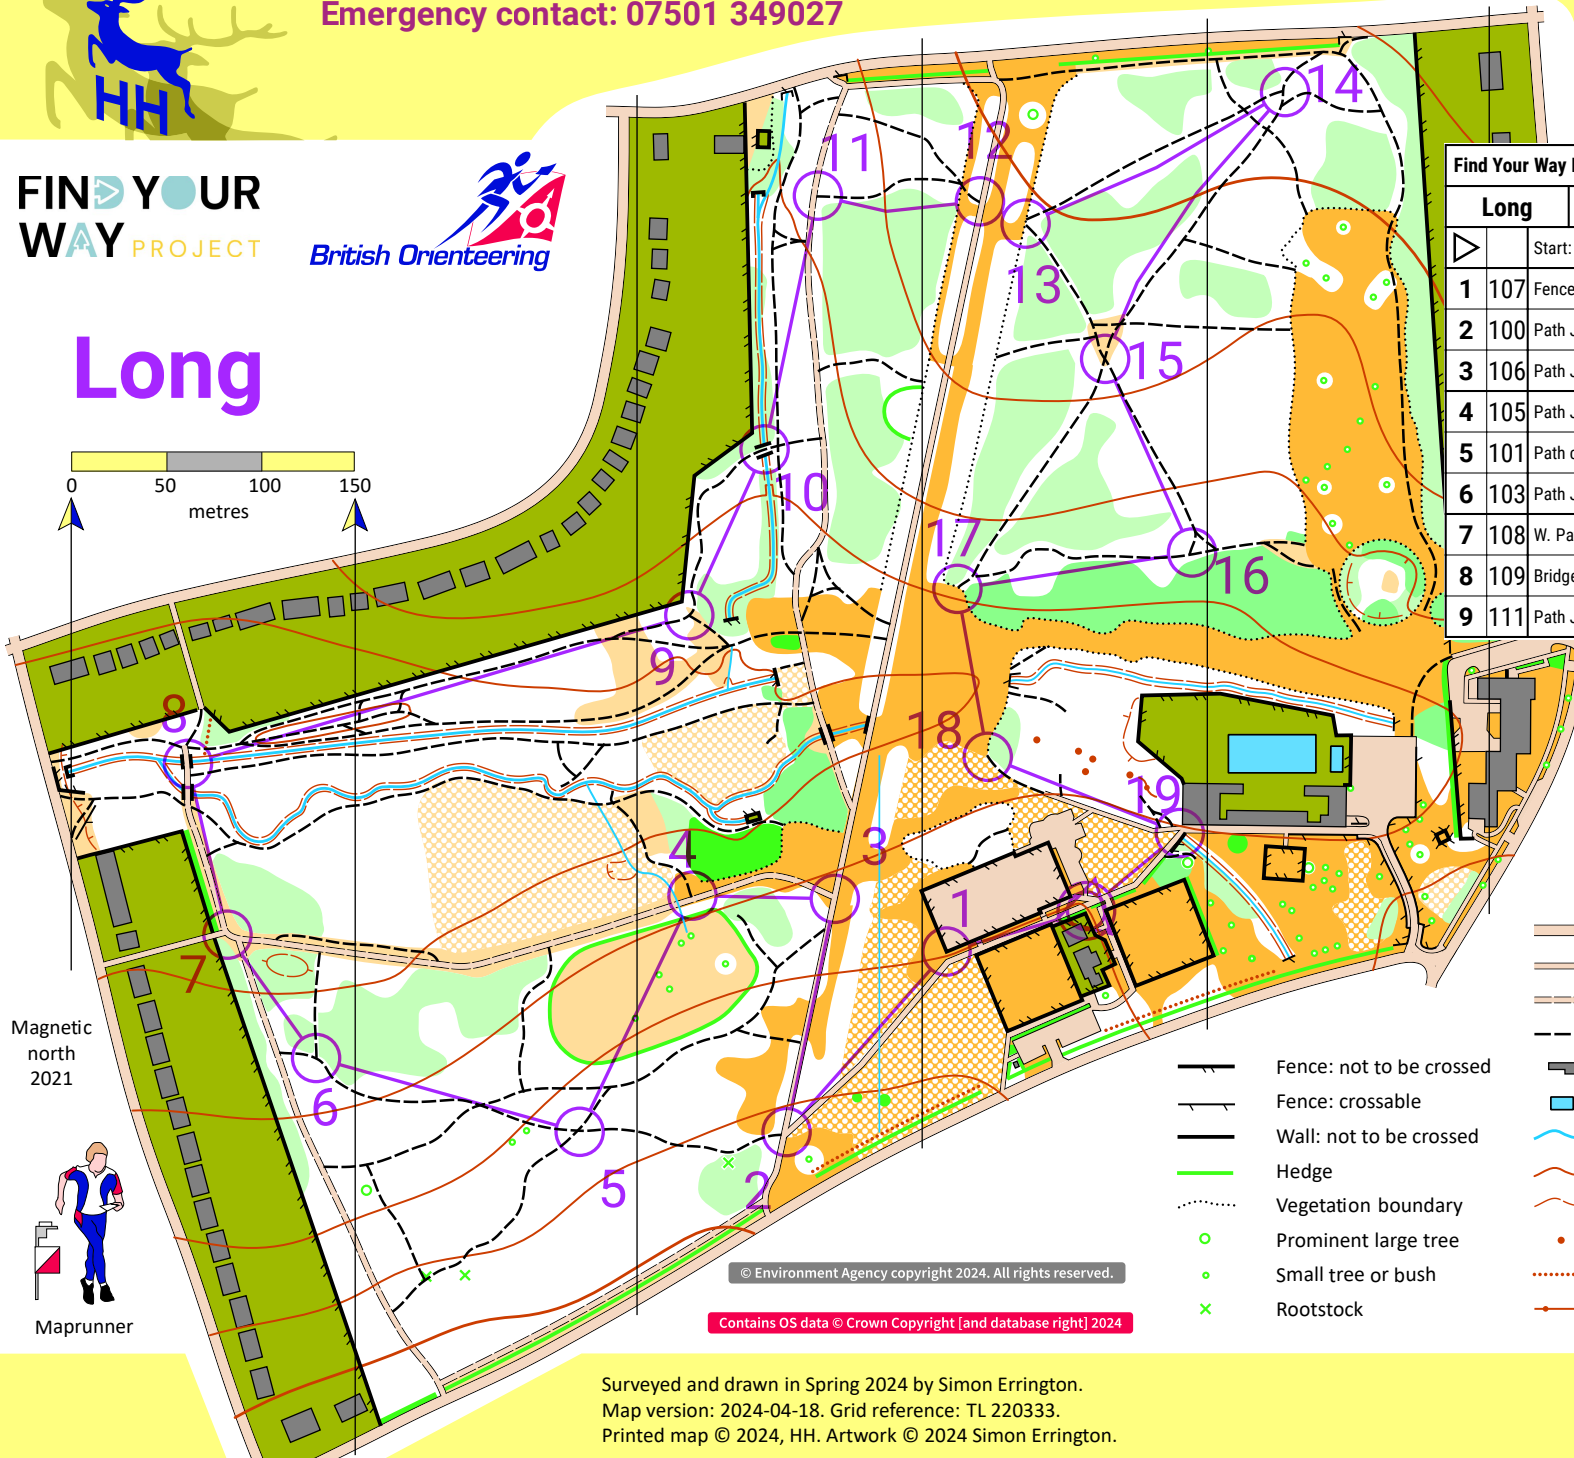 Emergency contact: 07501 349027
HH
FIND YOUR
WAY PROJECT
British Orienteering
Long
0 50 100 150
metres
Magnetic
north
2021
Maprunner
14
11
12
13
15
10
17
16
9
8
18
19
4
3
1
7
6
5
2
Find Your Way
Long
Start:
1 107 Fence
2 100 Path
3 106 Path
4 105 Path
5 101 Path
6 103 Path
7 108 W. Pa
8 109 Bridge
9 111 Path
Fence: not to be crossed
Fence: crossable
Wall: not to be crossed
Hedge
Vegetation boundary
Prominent large tree
Small tree or bush
Rootstock
© Environment Agency copyright 2024. All rights reserved.
Contains OS data © Crown Copyright [and database right] 2024
Surveyed and drawn in Spring 2024 by Simon Errington.
Map version: 2024-04-18. Grid reference: TL 220333.
Printed map © 2024, HH. Artwork © 2024 Simon Errington.